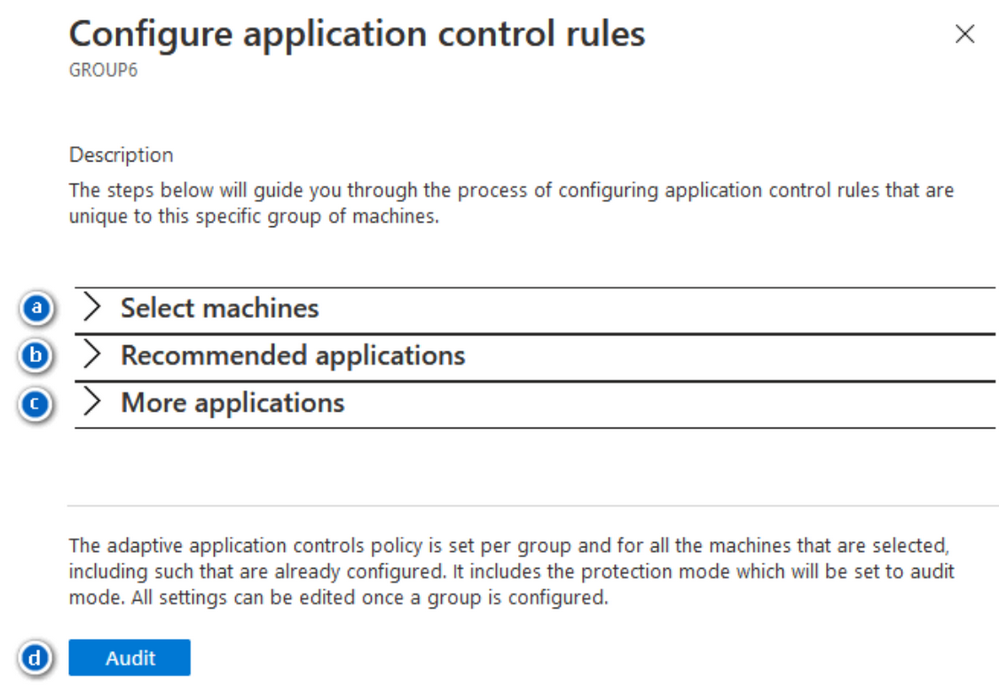 Configure application control rules
GROUP6
Description
The steps below will guide you through the process of configuring application control rules that are
unique to this specific group of machines.
a Select machines
b Recommended applications
c More applications
The adaptive application controls policy is set per group and for all the machines that are selected,
including such that are already configured. It includes the protection mode which will be set to audit
mode. All settings can be edited once a group is configured.
d Audit